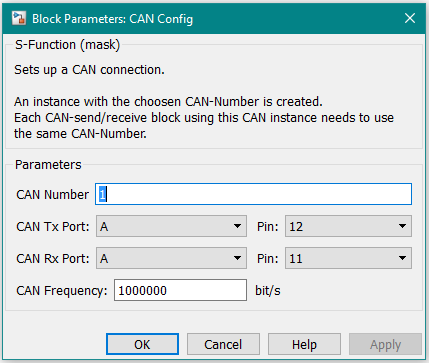 Block Parameters: CAN Config
S-Function (mask)
Sets up a CAN connection.
An instance with the choosen CAN-Number is created.
Each CAN-send/receive block using this CAN instance needs to use
the same CAN-Number.
Parameters
CAN Number 1
CAN Tx Port: A Pin: 12
CAN Rx Port: A Pin: 11
CAN Frequency: 1000000 bit/s
OK Cancel Help Apply